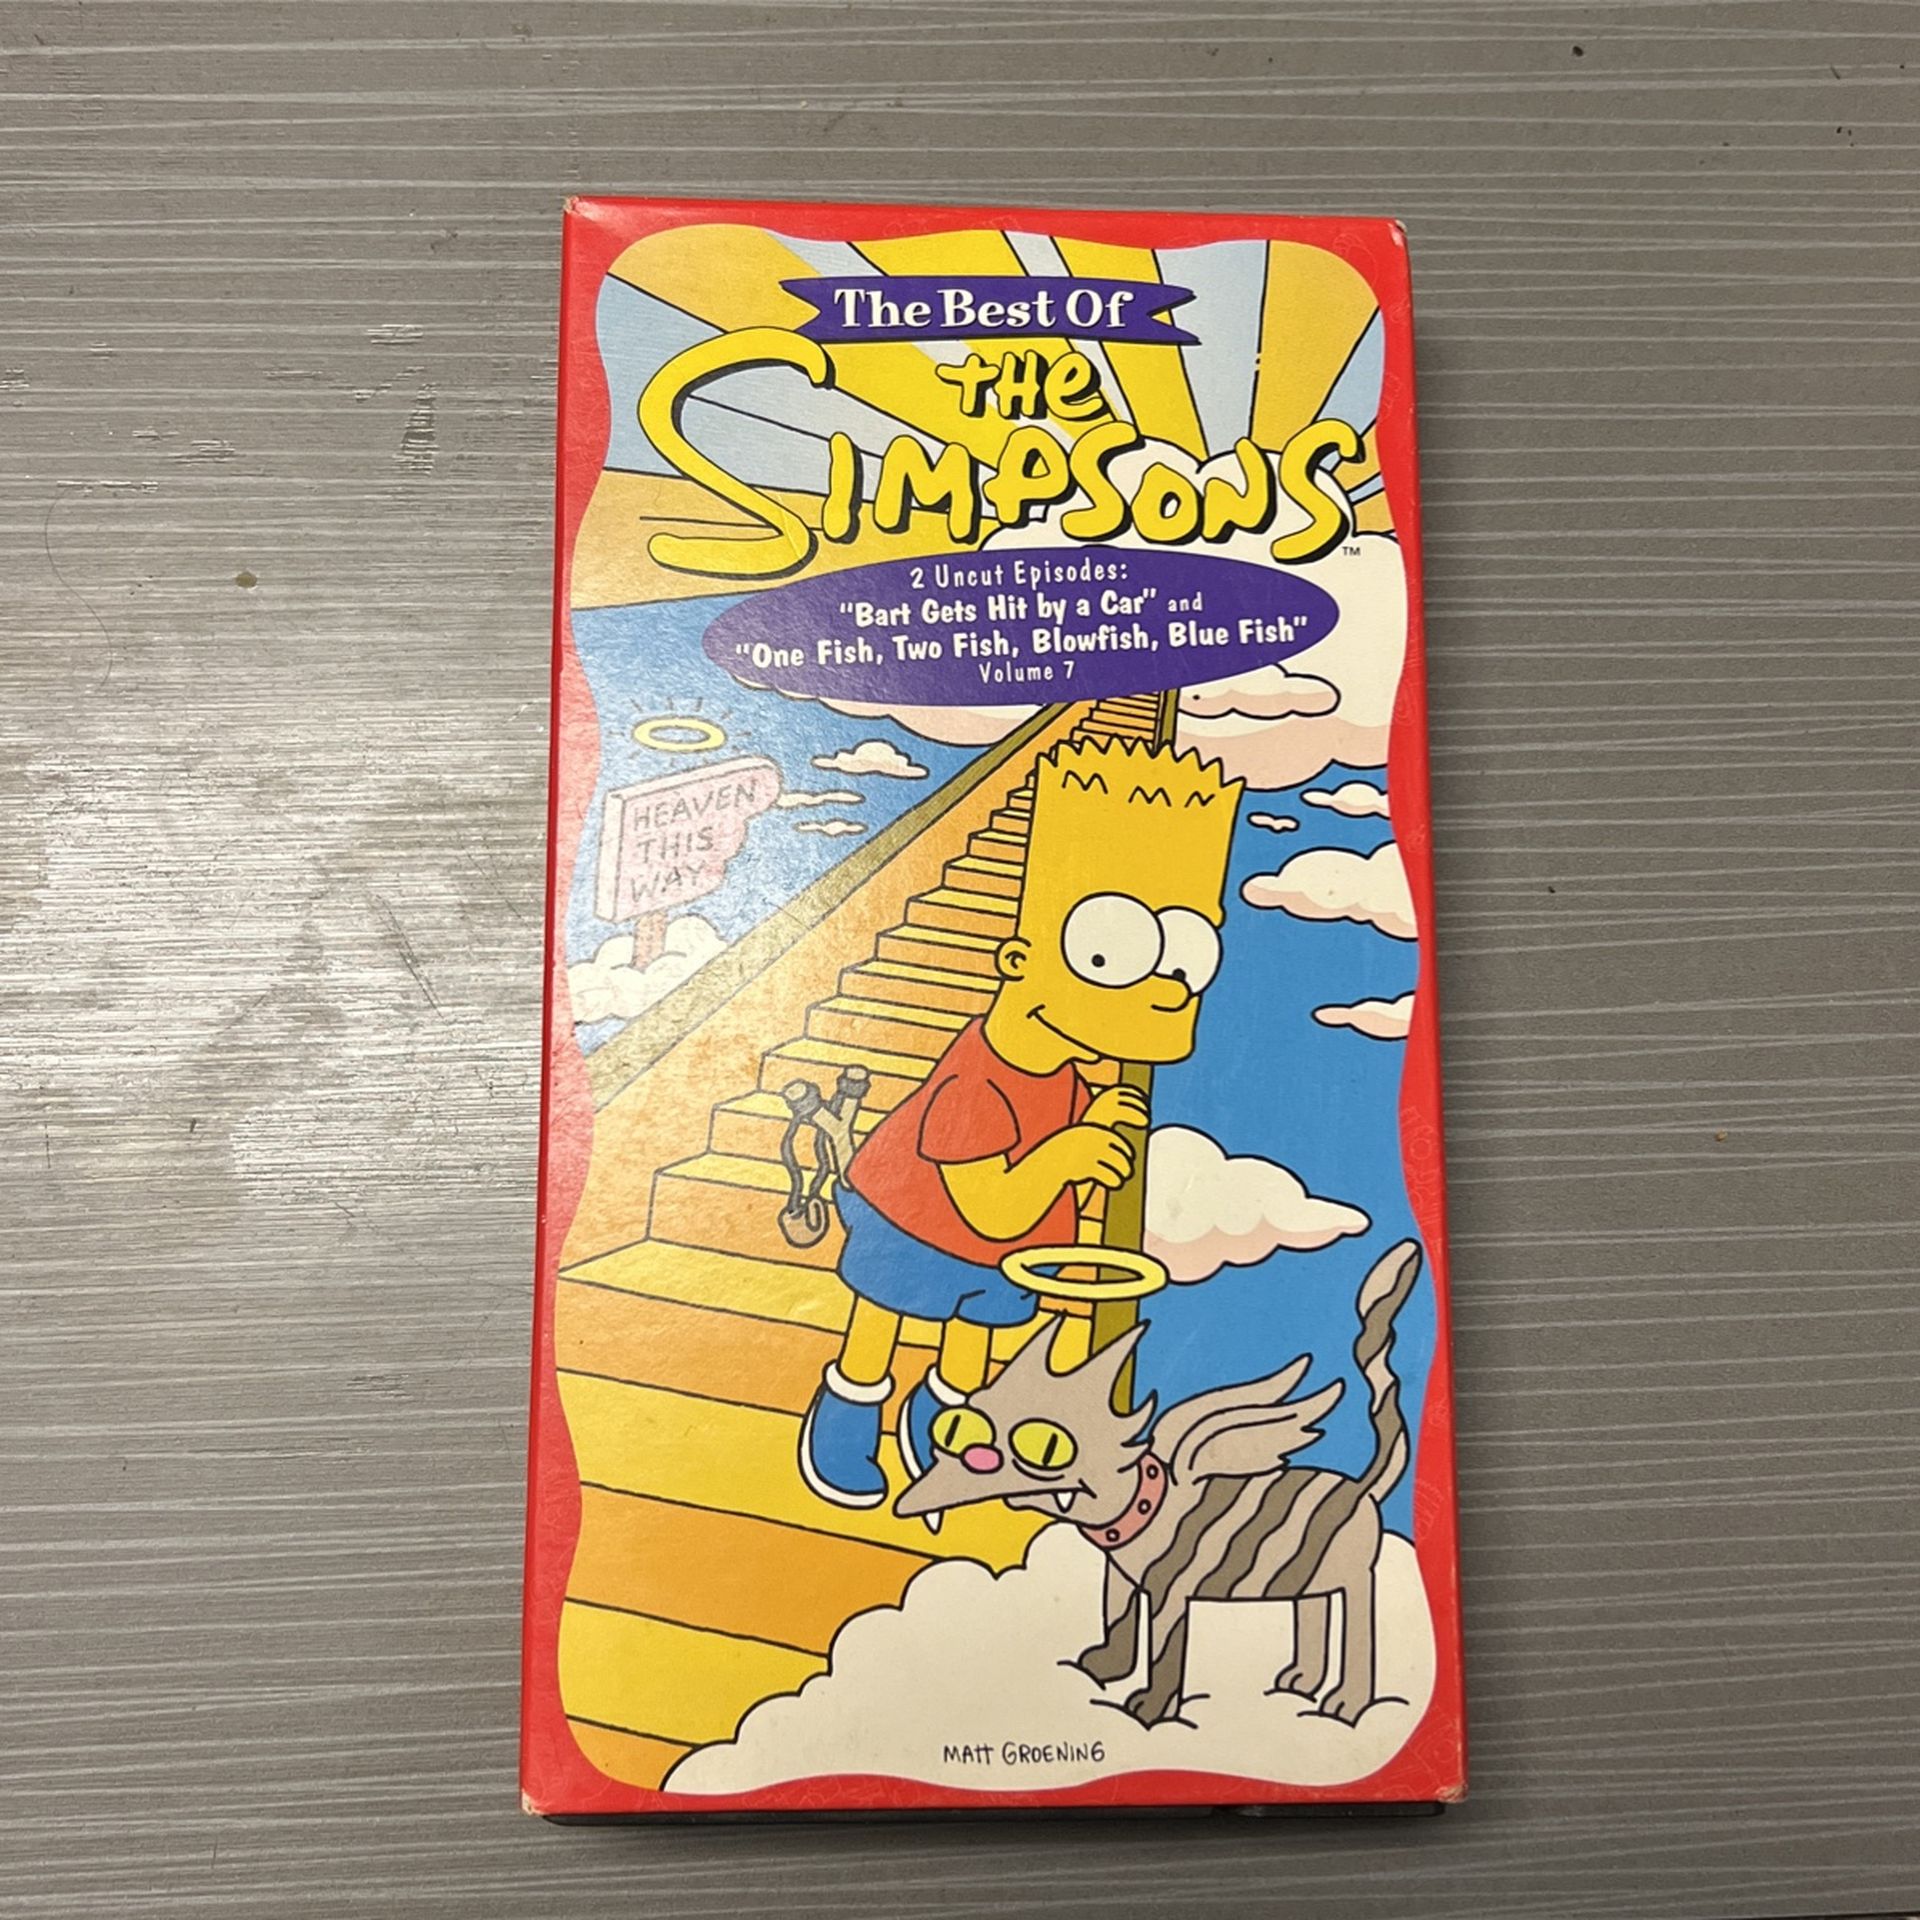 The Best Of
THE
SIMPSONS
TM
2 Uncut Episodes:
"Bart Gets Hit by a Car" and
"One Fish, Two Fish, Blowfish, Blue Fish"
Volume 7
HEAVEN
THIS
WAY
MATT GROENING